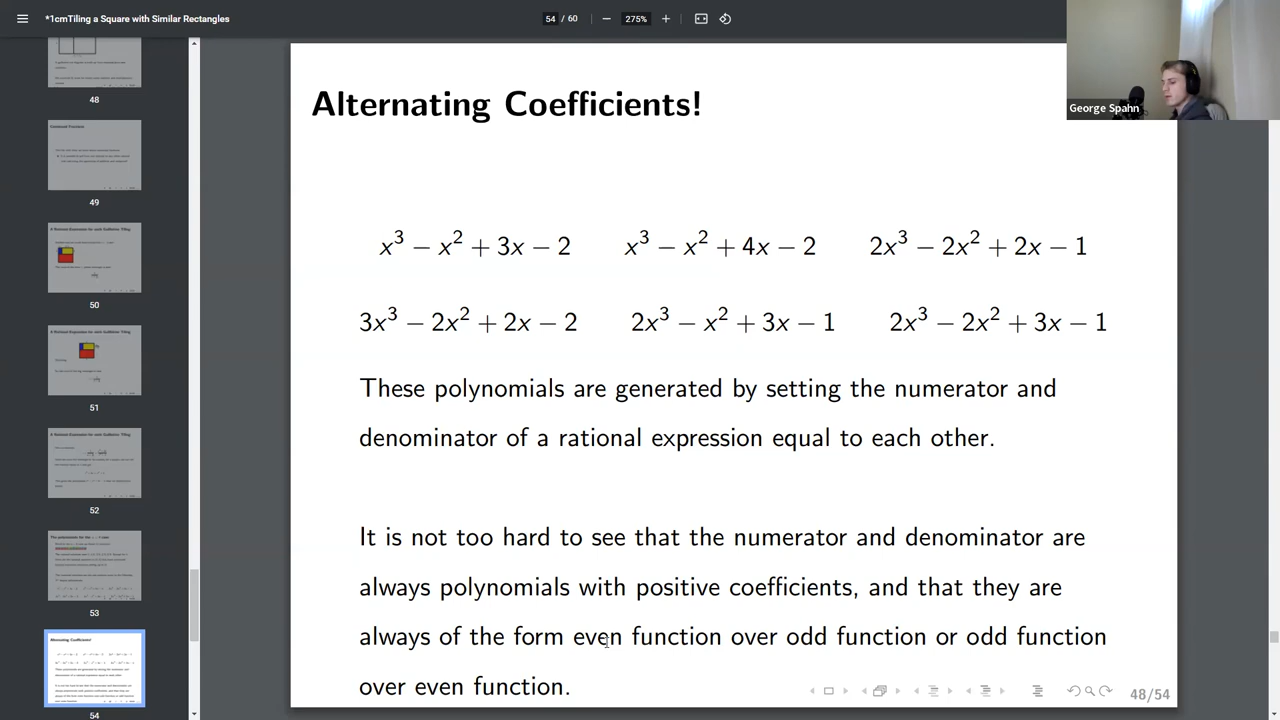 *1cmTiling a Square with Similar Rectangles
54 / 60
275%
George Spahn
48
49
50
51
52
53
54
Alternating Coefficients!
x³ − x² + 3x − 2 x³ − x² + 4x − 2 2x³ − 2x² + 2x − 1
3x³ − 2x² + 2x − 2 2x³ − x² + 3x − 1 2x³ − 2x² + 3x − 1
These polynomials are generated by setting the numerator and
denominator of a rational expression equal to each other.
It is not too hard to see that the numerator and denominator are
always polynomials with positive coefficients, and that they are
always of the form even function over odd function or odd function
over even function.
48/54